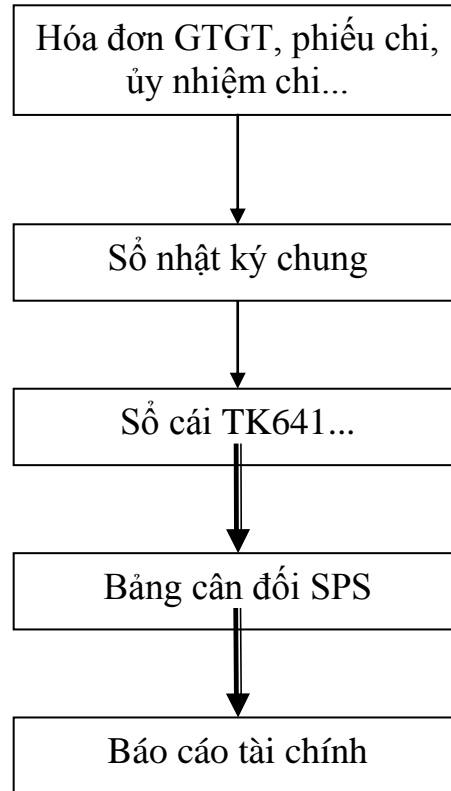 Hóa đơn GTGT, phiếu chi,
ủy nhiệm chi...
Sổ nhật ký chung
Sổ cái TK641...
Bảng cân đối SPS
Báo cáo tài chính